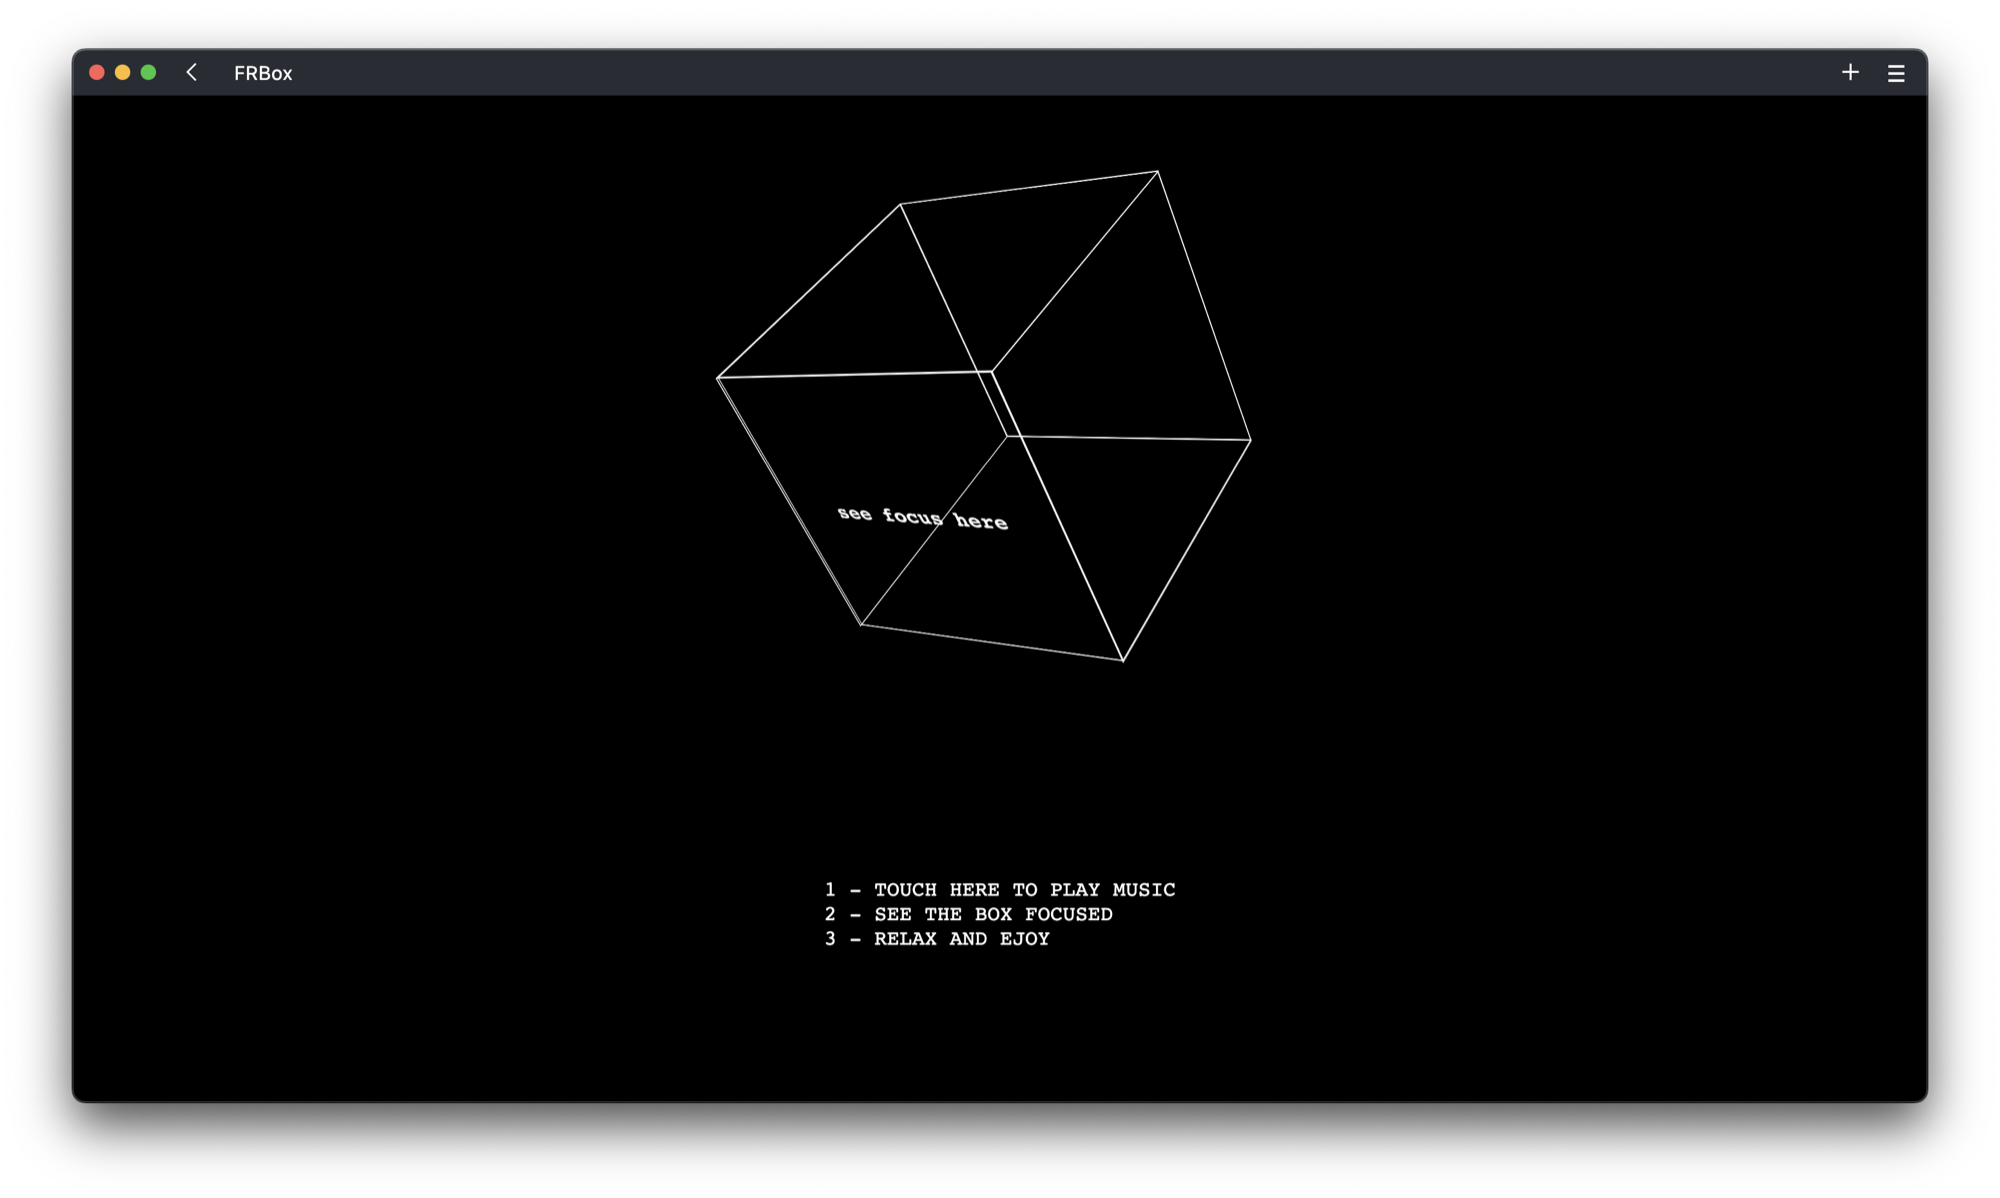 FRBox
see focus here
1 – TOUCH HERE TO PLAY MUSIC
2 – SEE THE BOX FOCUSED
3 – RELAX AND EJOY